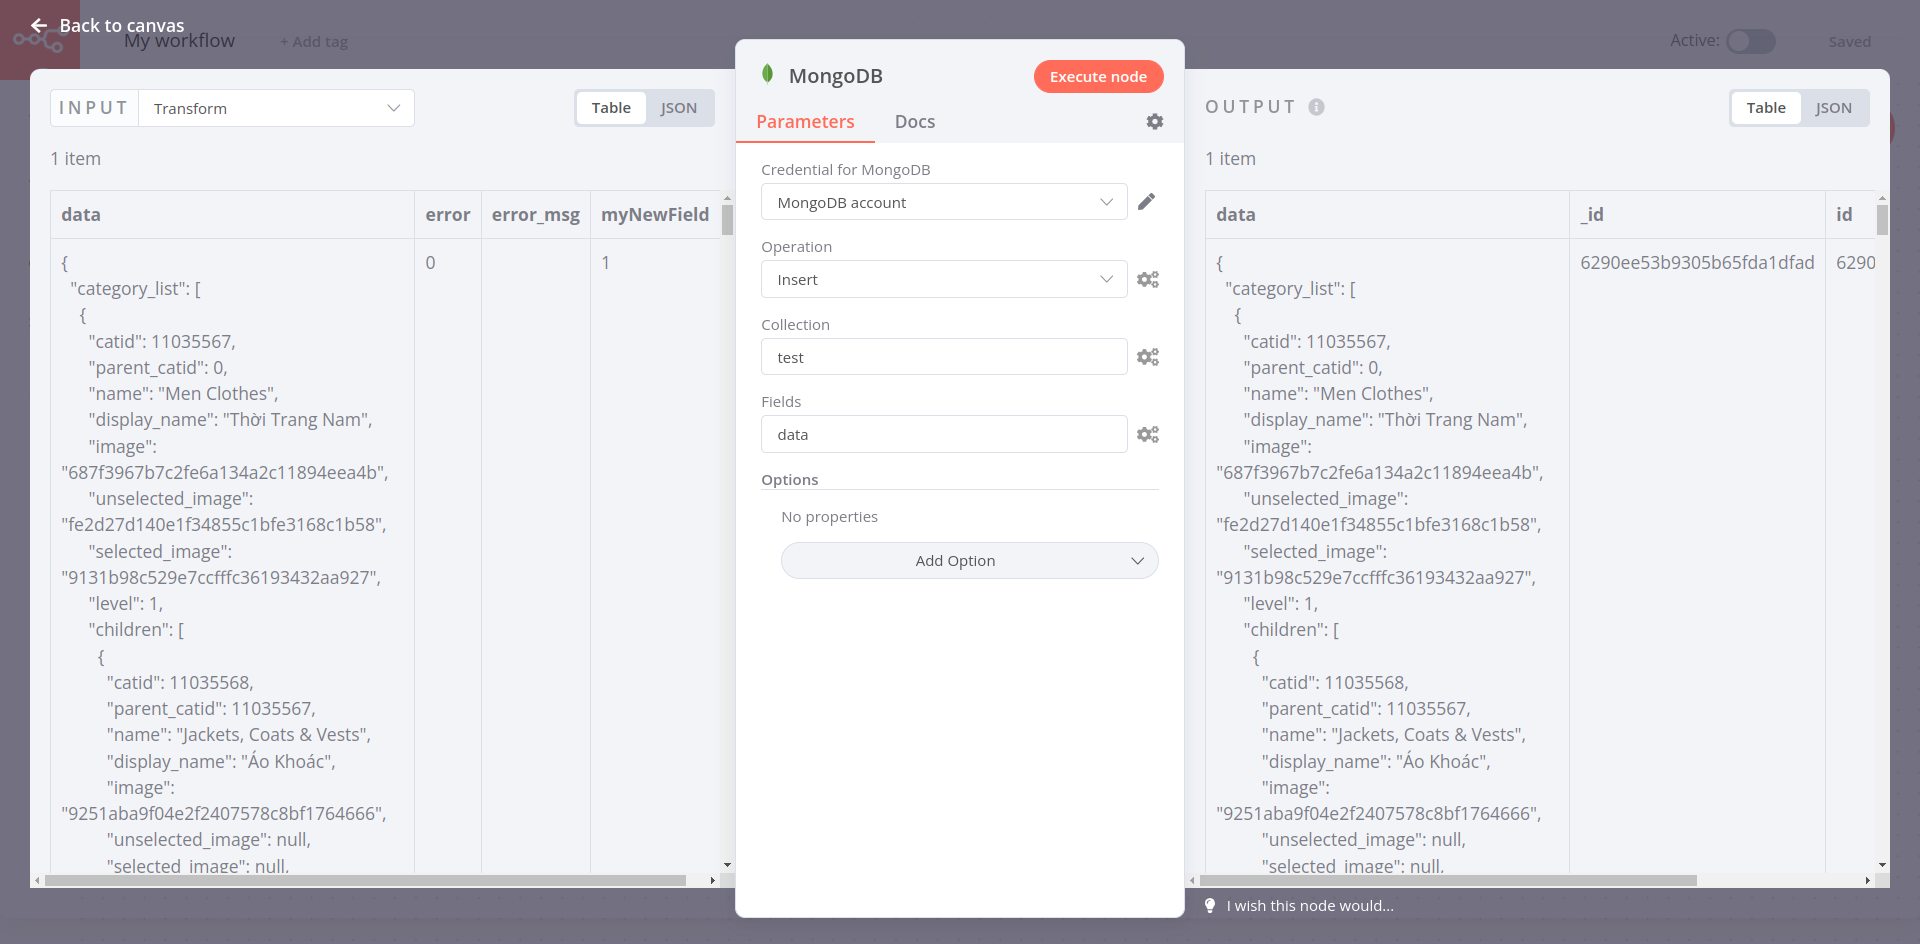 Back to canvas
My workflow
+ Add tag
Active:
Saved
INPUT
Transform
Table
JSON
1 item
data
error
error_msg
myNewField
{
0
1
"category_list": [
{
"catid": 11035567,
"parent_catid": 0,
"name": "Men Clothes",
"display_name": "Thời Trang Nam",
"image":
"687f3967b7c2fe6a134a2c11894eea4b",
"unselected_image":
"fe2d27d140e1f34855c1bfe3168c1b58",
"selected_image":
"9131b98c529e7ccfffc36193432aa927",
"level": 1,
"children": [
{
"catid": 11035568,
"parent_catid": 11035567,
"name": "Jackets, Coats & Vests",
"display_name": "Áo Khoác",
"image":
"9251aba9f04e2f2407578c8bf1764666",
"unselected_image": null,
"selected_image": null,
MongoDB
Execute node
Parameters
Docs
Credential for MongoDB
MongoDB account
Operation
Insert
Collection
test
Fields
data
Options
No properties
Add Option
OUTPUT
Table
JSON
1 item
data
_id
id
{
6290ee53b9305b65fda1dfad
6290
"category_list": [
{
"catid": 11035567,
"parent_catid": 0,
"name": "Men Clothes",
"display_name": "Thời Trang Nam",
"image":
"687f3967b7c2fe6a134a2c11894eea4b",
"unselected_image":
"fe2d27d140e1f34855c1bfe3168c1b58",
"selected_image":
"9131b98c529e7ccfffc36193432aa927",
"level": 1,
"children": [
{
"catid": 11035568,
"parent_catid": 11035567,
"name": "Jackets, Coats & Vests",
"display_name": "Áo Khoác",
"image":
"9251aba9f04e2f2407578c8bf1764666",
"unselected_image": null,
"selected_image": null,
I wish this node would...